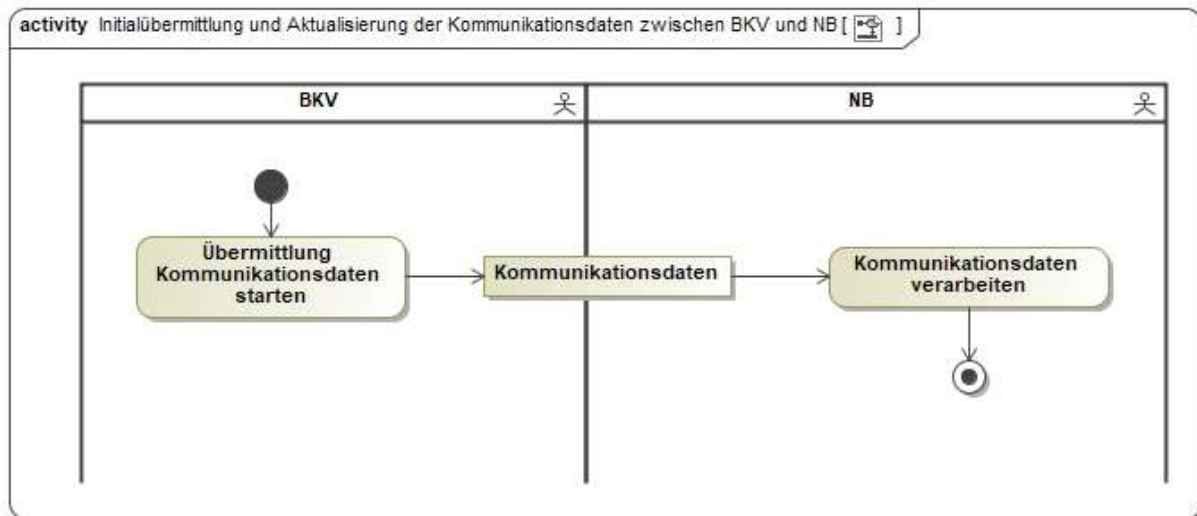 activity Initialübermittlung und Aktualisierung der Kommunikationsdaten zwischen BKV und NB [ ]
BKV
NB
Übermittlung
Kommunikationsdaten
starten
Kommunikationsdaten
Kommunikationsdaten
verarbeiten